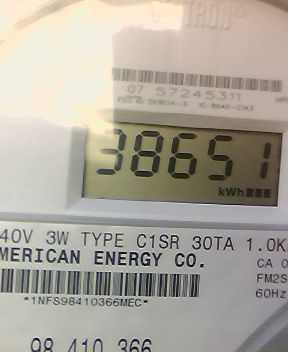 TRON®
07 57245311
38651
kWh
40V 3W TYPE C1SR 30TA 1.0K
MERICAN ENERGY CO.
CA 0
FM2S
60Hz
*1NFS98410366MEC*
98 410 366